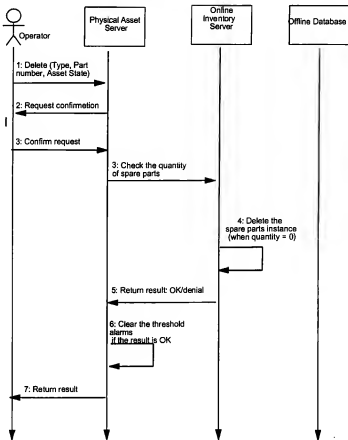 Operator
Physical Asset
Server
Online
Inventory
Server
Offline Database
1: Delete (Type, Part
number, Asset State)
2: Request confirmetion
3: Confirm request
3: Check the quantity
of spare parts
4: Delete the
spare parts instance
(when quantity = 0)
5: Return result: OK/denial
6: Clear the threshold
alarms
if the result is OK
7: Return result